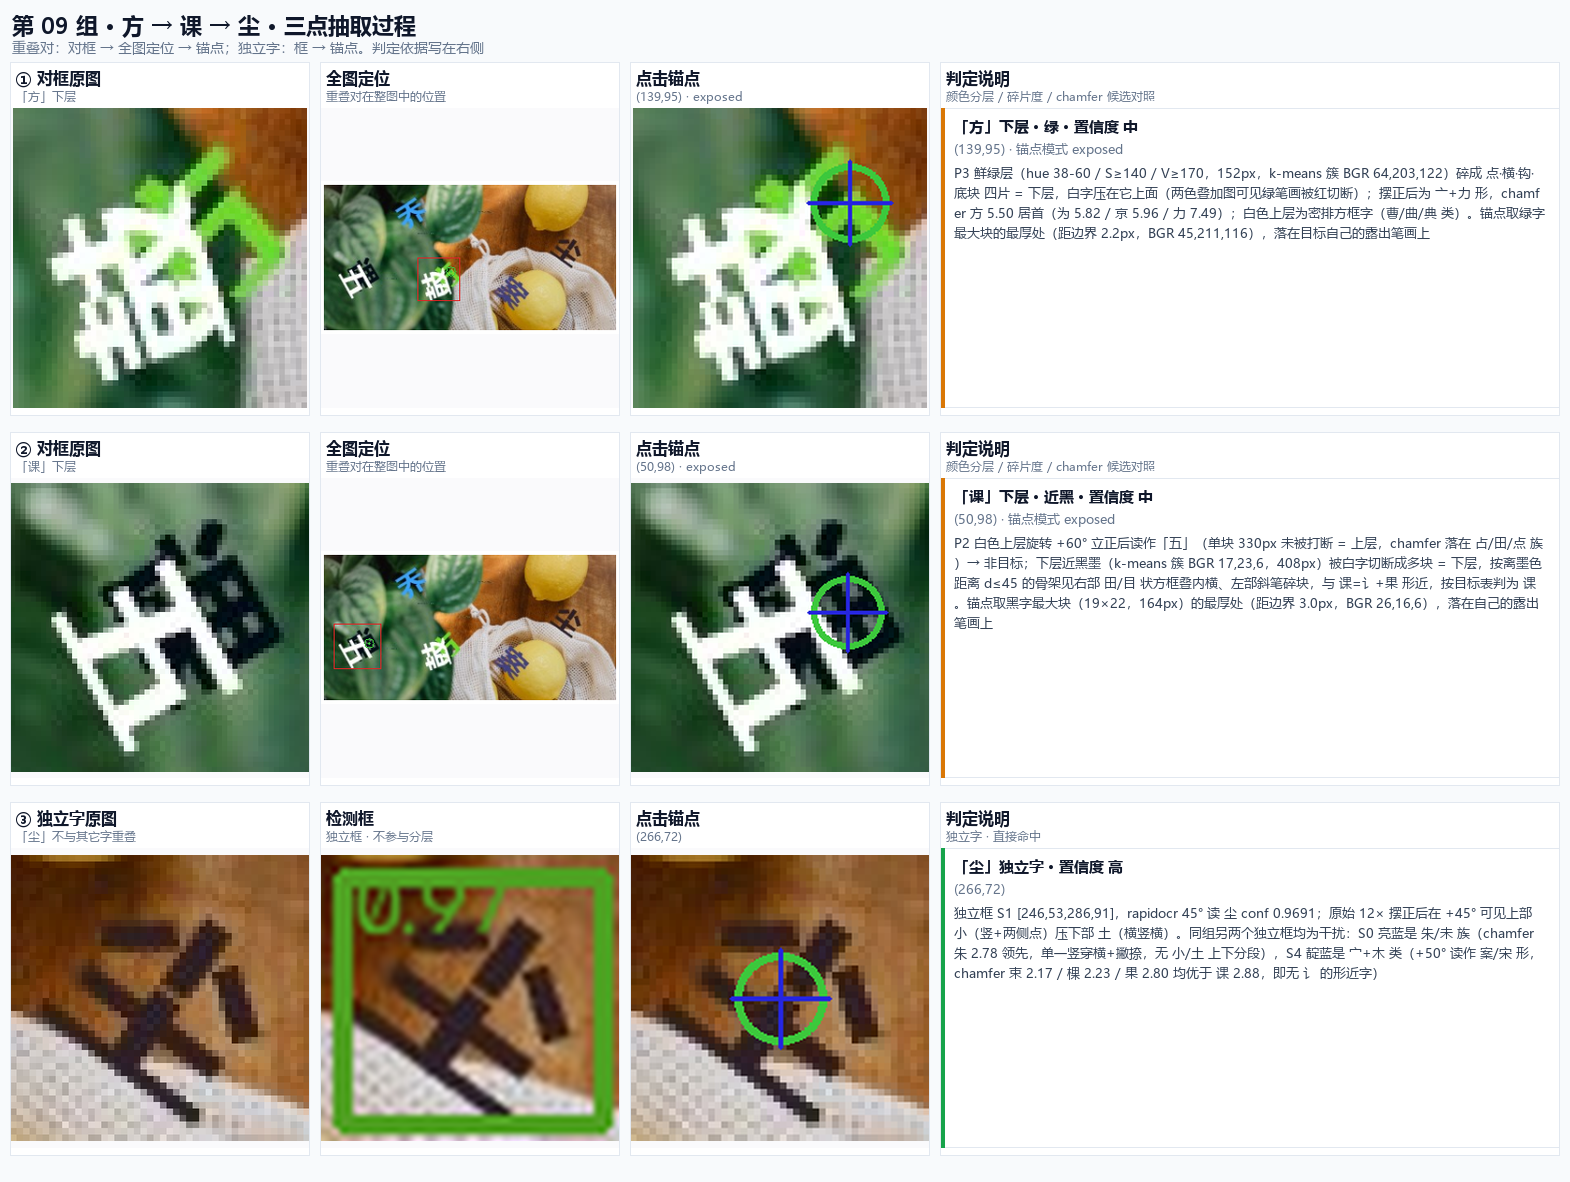 第 09 组 · 方 → 课 → 尘 · 三点抽取过程
重叠对：对框 → 全图定位 → 锚点；独立字：框 → 锚点。判定依据写在右侧
① 对框原图
「方」下层
全图定位
重叠对在整图中的位置
点击锚点
(139,95) · exposed
判定说明
颜色分层 / 碎片度 / chamfer 候选对照
「方」下层 · 绿 · 置信度 中
(139,95) · 锚点模式 exposed
P3 鲜绿层（hue 38-60 / S≥140 / V≥170，152px，k-means 簇 BGR 64,203,122）碎成 点·横·钩·
底块 四片 = 下层，白字压在它上面（两色叠加图可见绿笔画被红切断）；摆正后为 亠+力 形，chamf
er 方 5.50 居首（为 5.82 / 京 5.96 / 力 7.49）；白色上层为密排方框字（曹/曲/典 类）。锚点取绿字
最大块的最厚处（距边界 2.2px，BGR 45,211,116），落在目标自己的露出笔画上
② 对框原图
「课」下层
全图定位
重叠对在整图中的位置
点击锚点
(50,98) · exposed
判定说明
颜色分层 / 碎片度 / chamfer 候选对照
「课」下层 · 近黑 · 置信度 中
(50,98) · 锚点模式 exposed
P2 白色上层旋转 +60° 立正后读作「五」（单块 330px 未被打断 = 上层，chamfer 落在 占/田/点 族
）→ 非目标；下层近黑墨（k-means 簇 BGR 17,23,6，408px）被白字切断成多块 = 下层，按离墨色
距离 d≤45 的骨架见右部 田/目 状方框叠内横、左部斜笔碎块，与 课=讠+果 形近，按目标表判为 课
。锚点取黑字最大块（19×22，164px）的最厚处（距边界 3.0px，BGR 26,16,6），落在自己的露出
笔画上
③ 独立字原图
「尘」不与其它字重叠
检测框
独立框 · 不参与分层
0.97
点击锚点
(266,72)
判定说明
独立字 · 直接命中
「尘」独立字 · 置信度 高
(266,72)
独立框 S1 [246,53,286,91]，rapidocr 45° 读 尘 conf 0.9691；原始 12× 摆正后在 +45° 可见上部
小（竖+两侧点）压下部 土（横竖横）。同组另两个独立框均为干扰：S0 亮蓝是 朱/未 族（chamfer
朱 2.78 领先，单一竖穿横+撇捺，无 小/土 上下分段），S4 靛蓝是 宀+木 类（+50° 读作 案/宋 形，
chamfer 束 2.17 / 棵 2.23 / 果 2.80 均优于 课 2.88，即无 讠 的形近字）